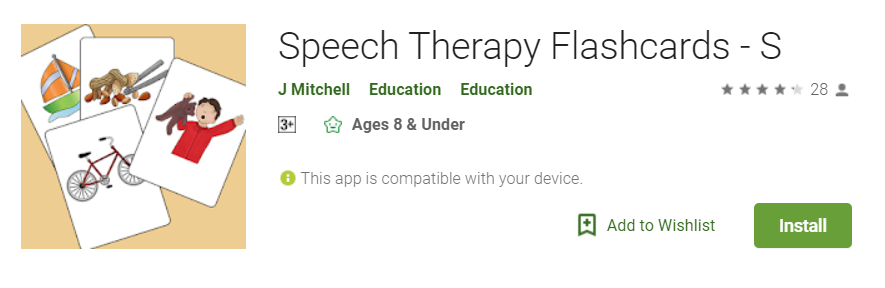 Speech Therapy Flashcards - S
J Mitchell Education Education 28
3+ Ages 8 & Under
This app is compatible with your device.
Add to Wishlist Install